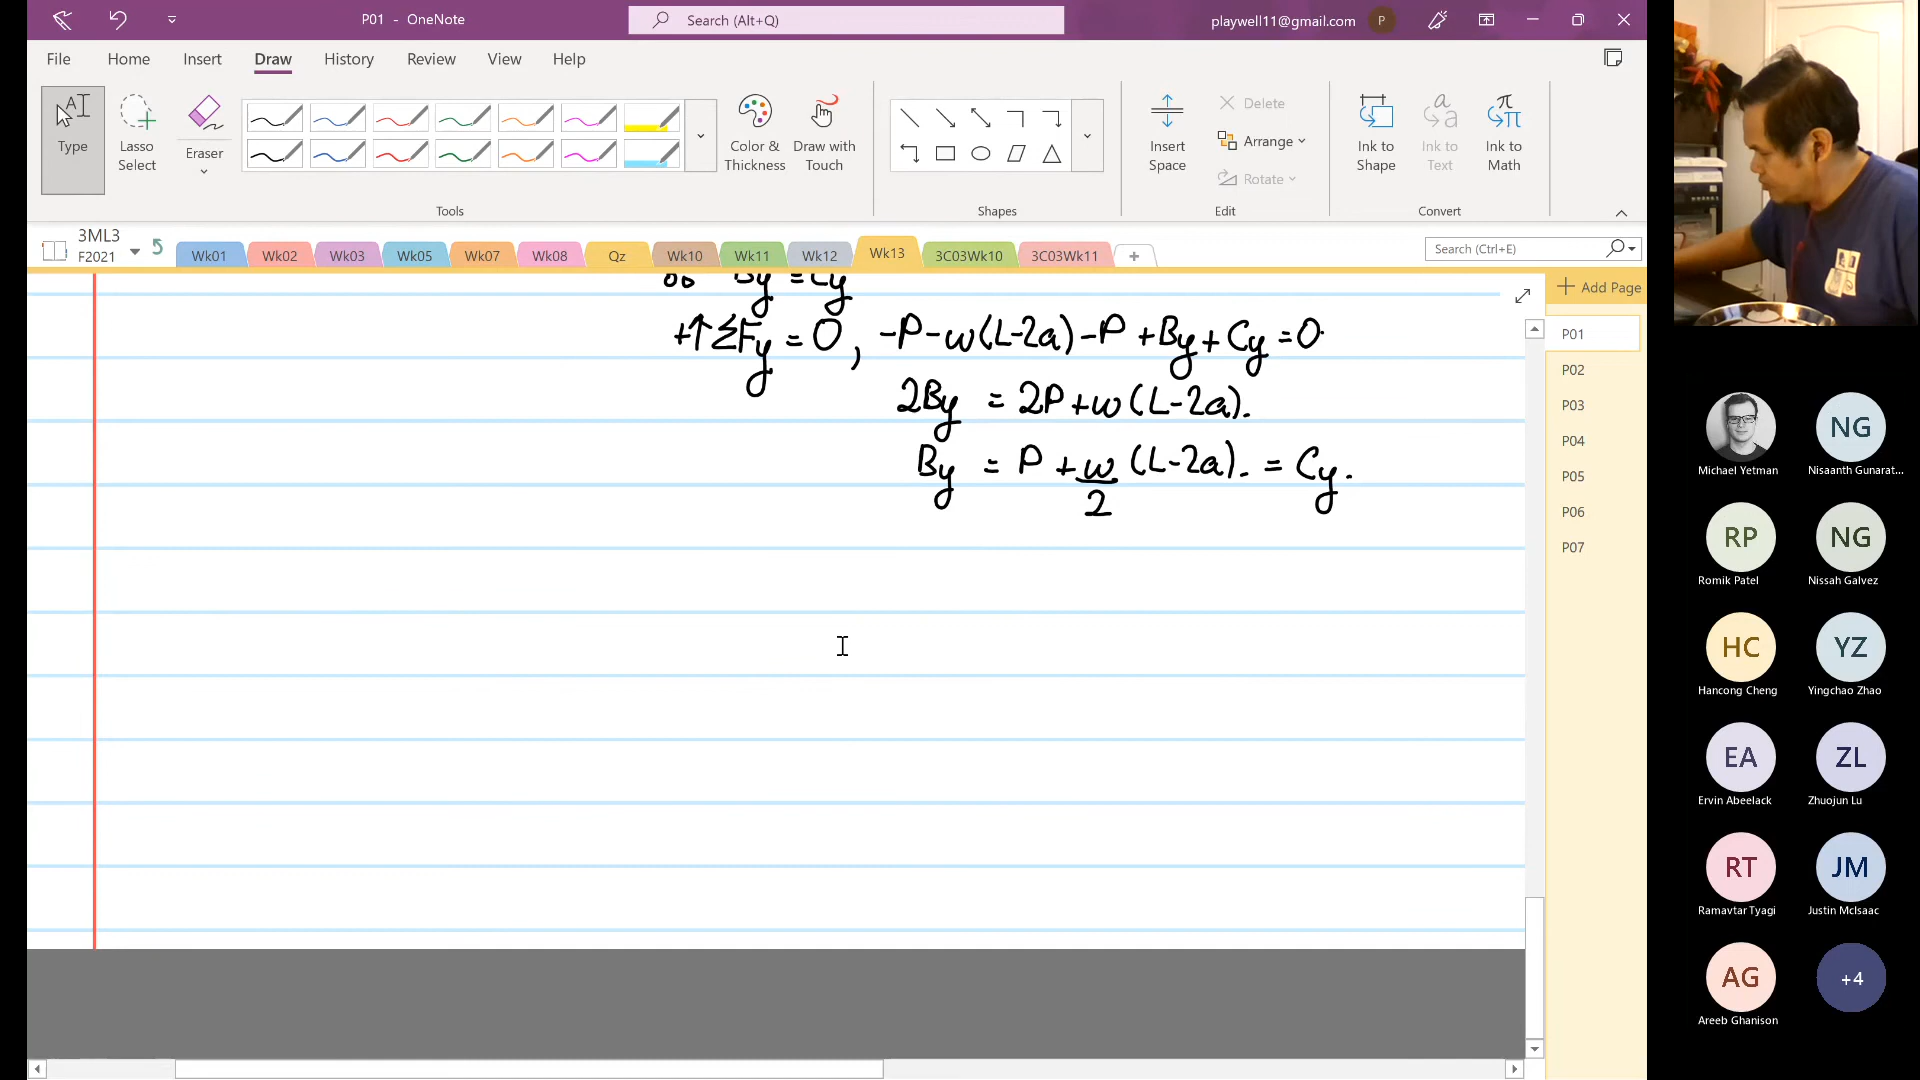 P01 - OneNote
Search (Alt+Q)
playwell11@gmail.com
P
File Home Insert Draw History Review View Help
Type
Lasso Select
Eraser
Color & Thickness
Draw with Touch
Insert Space
Delete
Arrange
Rotate
Ink to Shape
Ink to Text
Ink to Math
Tools Shapes Edit Convert
3ML3
F2021
Wk01 Wk02 Wk03 Wk05 Wk07 Wk08 Qz Wk10 Wk11 Wk12 Wk13 3C03Wk10 3C03Wk11
Search (Ctrl+E)
Add Page
P01
P02
P03
P04
P05
P06
P07
By = Cy
+↑ΣFy = 0, -P-w(L-2a)-P+By+Cy=0
2By = 2P+w(L-2a).
By = P+w/2 (L-2a). = Cy.
Michael Yetman
NG
Nisaanth Gunarat...
RP
Romik Patel
NG
Nissah Galvez
HC
Hancong Cheng
YZ
Yingchao Zhao
EA
Ervin Abeelack
ZL
Zhuojun Lu
RT
Ramavtar Tyagi
JM
Justin McIsaac
AG
Areeb Ghanison
+4